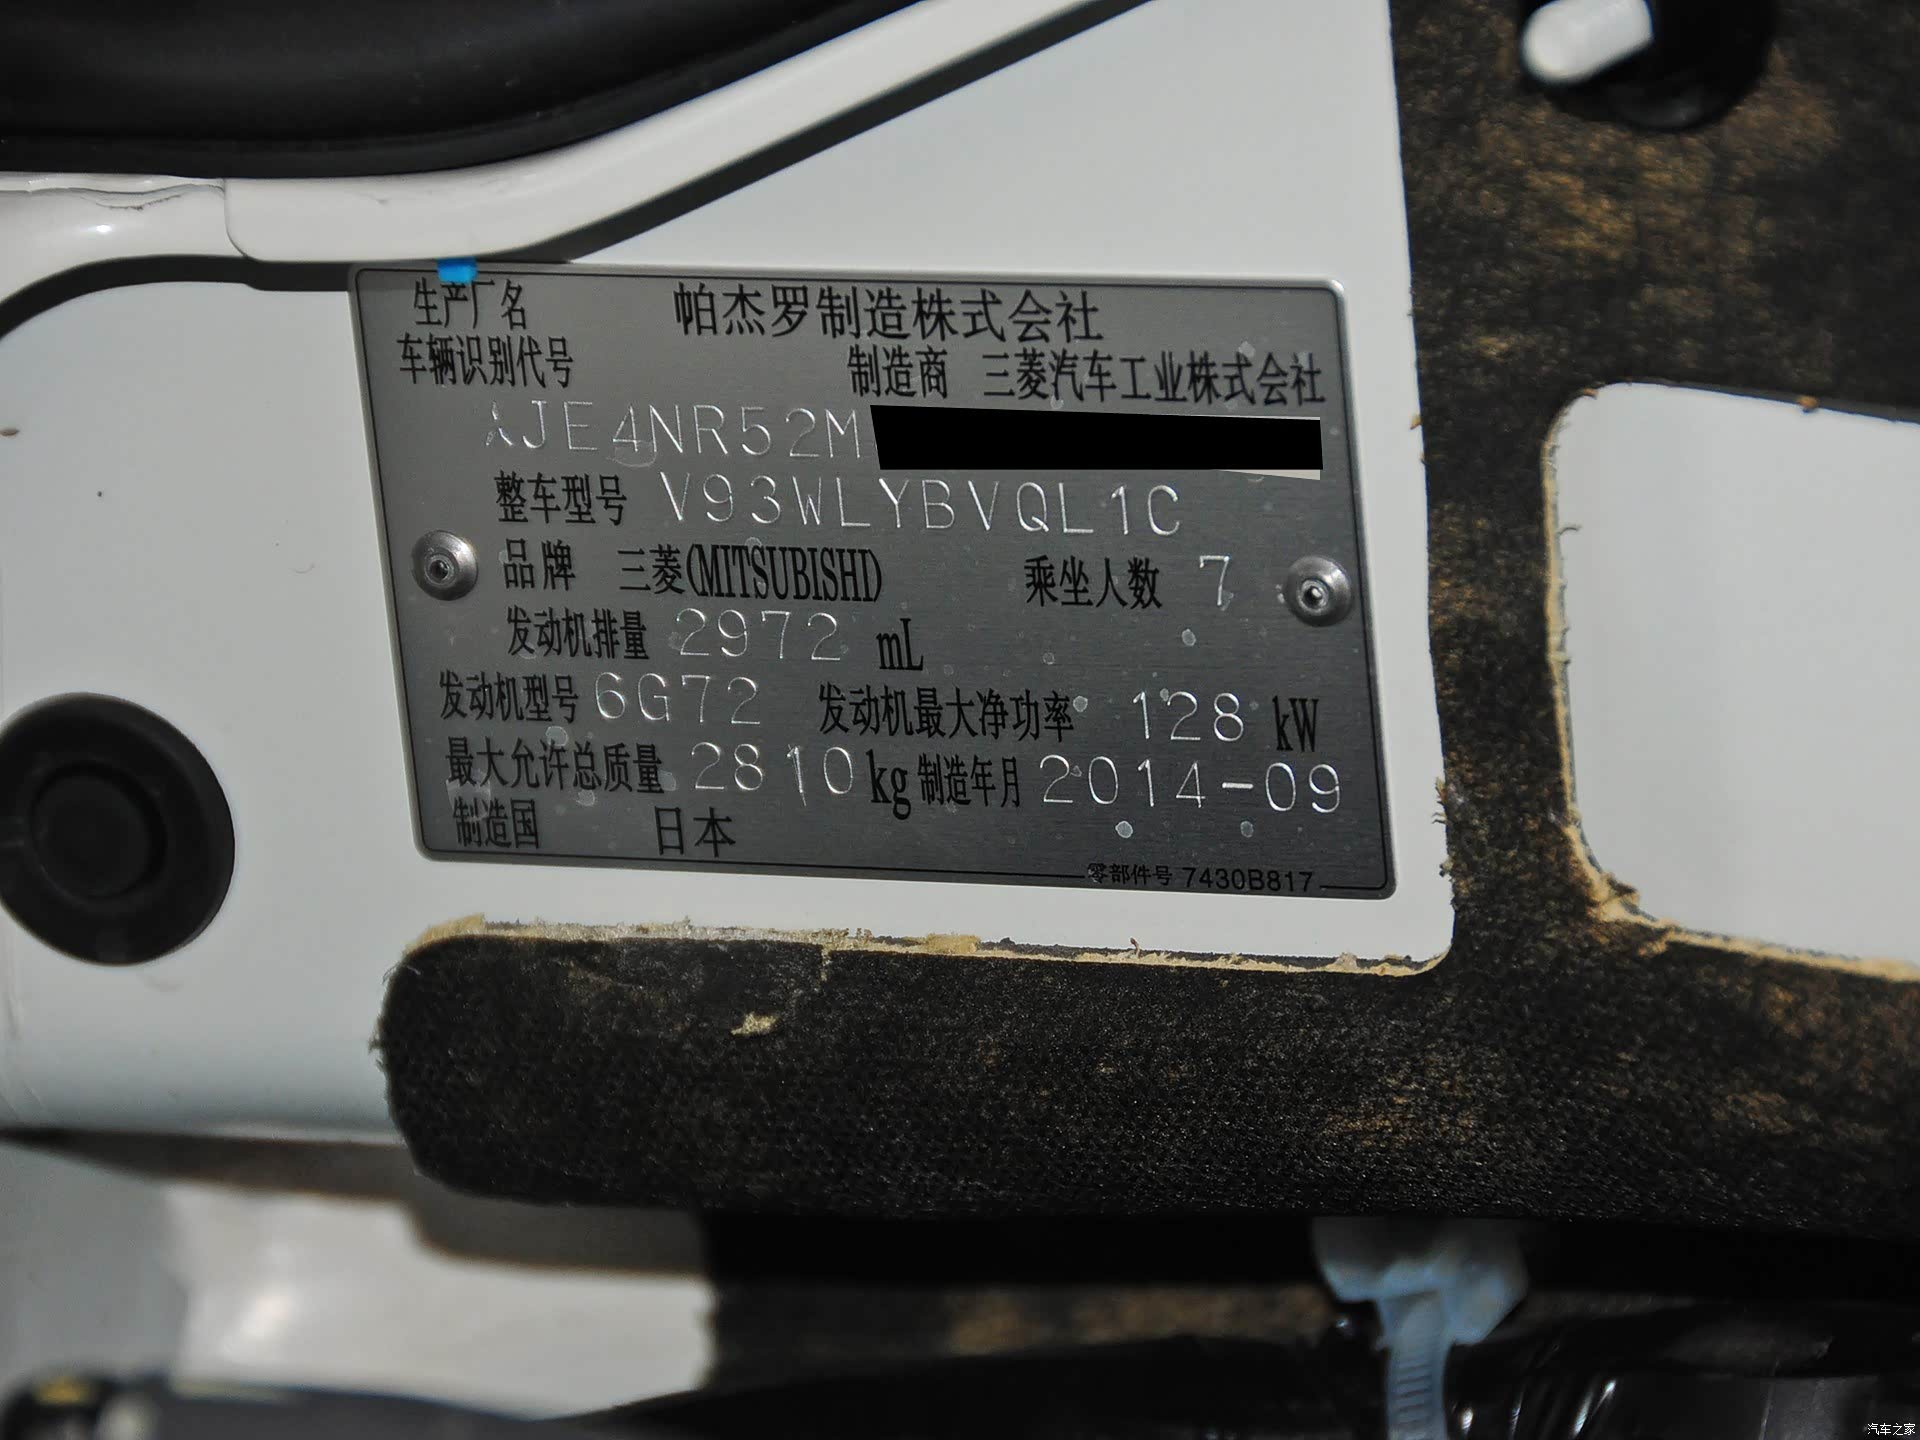 生产厂名 帕杰罗制造株式会社
车辆识别代号 制造商 三菱汽车工业株式会社
JE4NR52M
整车型号 V93WLYBVQL1C
品牌 三菱(MITSUBISHI) 乘坐人数 7
发动机排量 2972 mL
发动机型号 6G72 发动机最大净功率 128 kW
最大允许总质量 2810 kg 制造年月 2014-09
制造国 日本
零部件号 7430B817
汽车之家